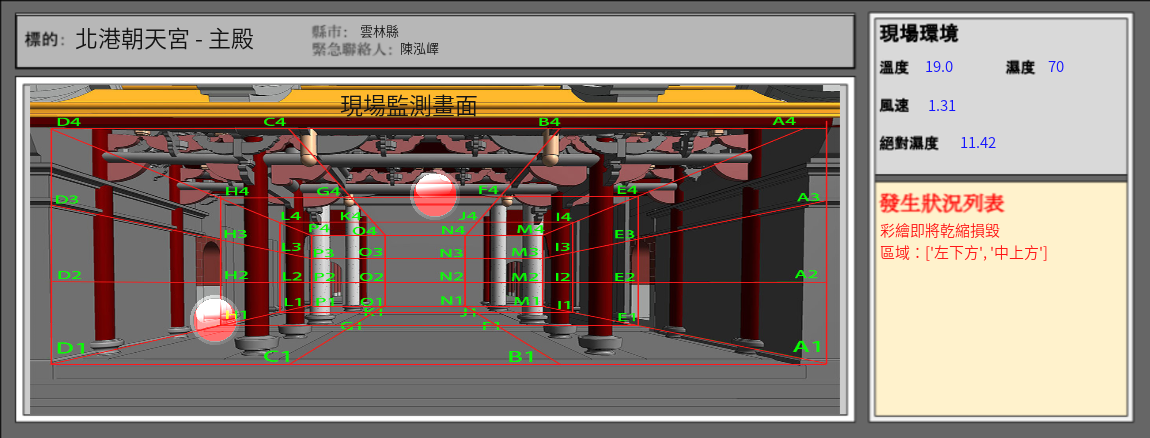 標的: 北港朝天宮 - 主殿
縣市: 雲林縣
緊急聯絡人: 陳泓嶧
現場監測畫面
D4 C4 B4 A4
H4 G4 F4 E4
D3 A3
L4 K4 J4 I4
P4 O4 N4 M4
H3 E3
L3 P3 O3 N3 M3 I3
D2 H2 L2 P2 O2 N2 M2 I2 E2 A2
L1 P1 O1 N1 M1 I1
H1 K1 J1 E1
G1 F1
D1 C1 B1 A1
現場環境
溫度 19.0 濕度 70
風速 1.31
絕對濕度 11.42
發生狀況列表
彩繪即將乾縮損毀
區域：['左下方', '中上方']